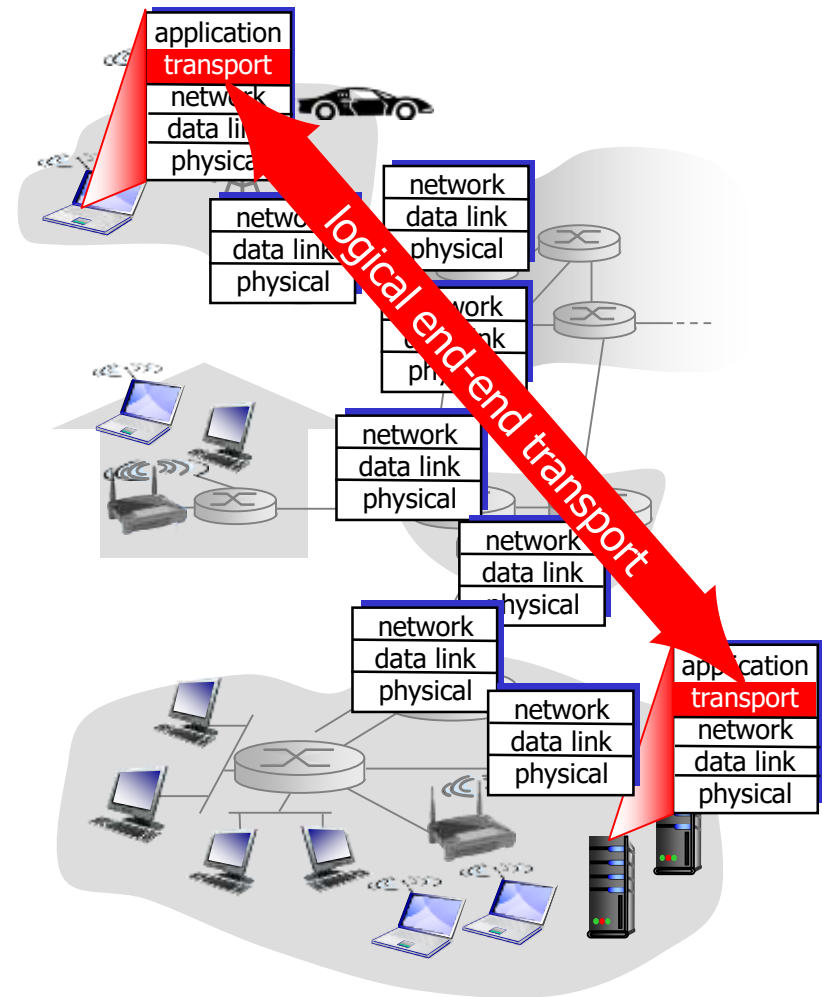 application
transport
network
data link
physical
network
data link
physical
network
data link
physical
logical end-end transport
network
data link
physical
network
data link
physical
network
data link
physical
network
data link
physical
application
transport
network
data link
physical